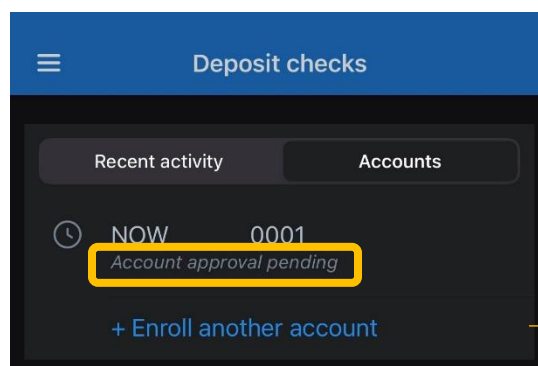 Deposit checks
Recent activity Accounts
NOW 0001
Account approval pending
+ Enroll another account